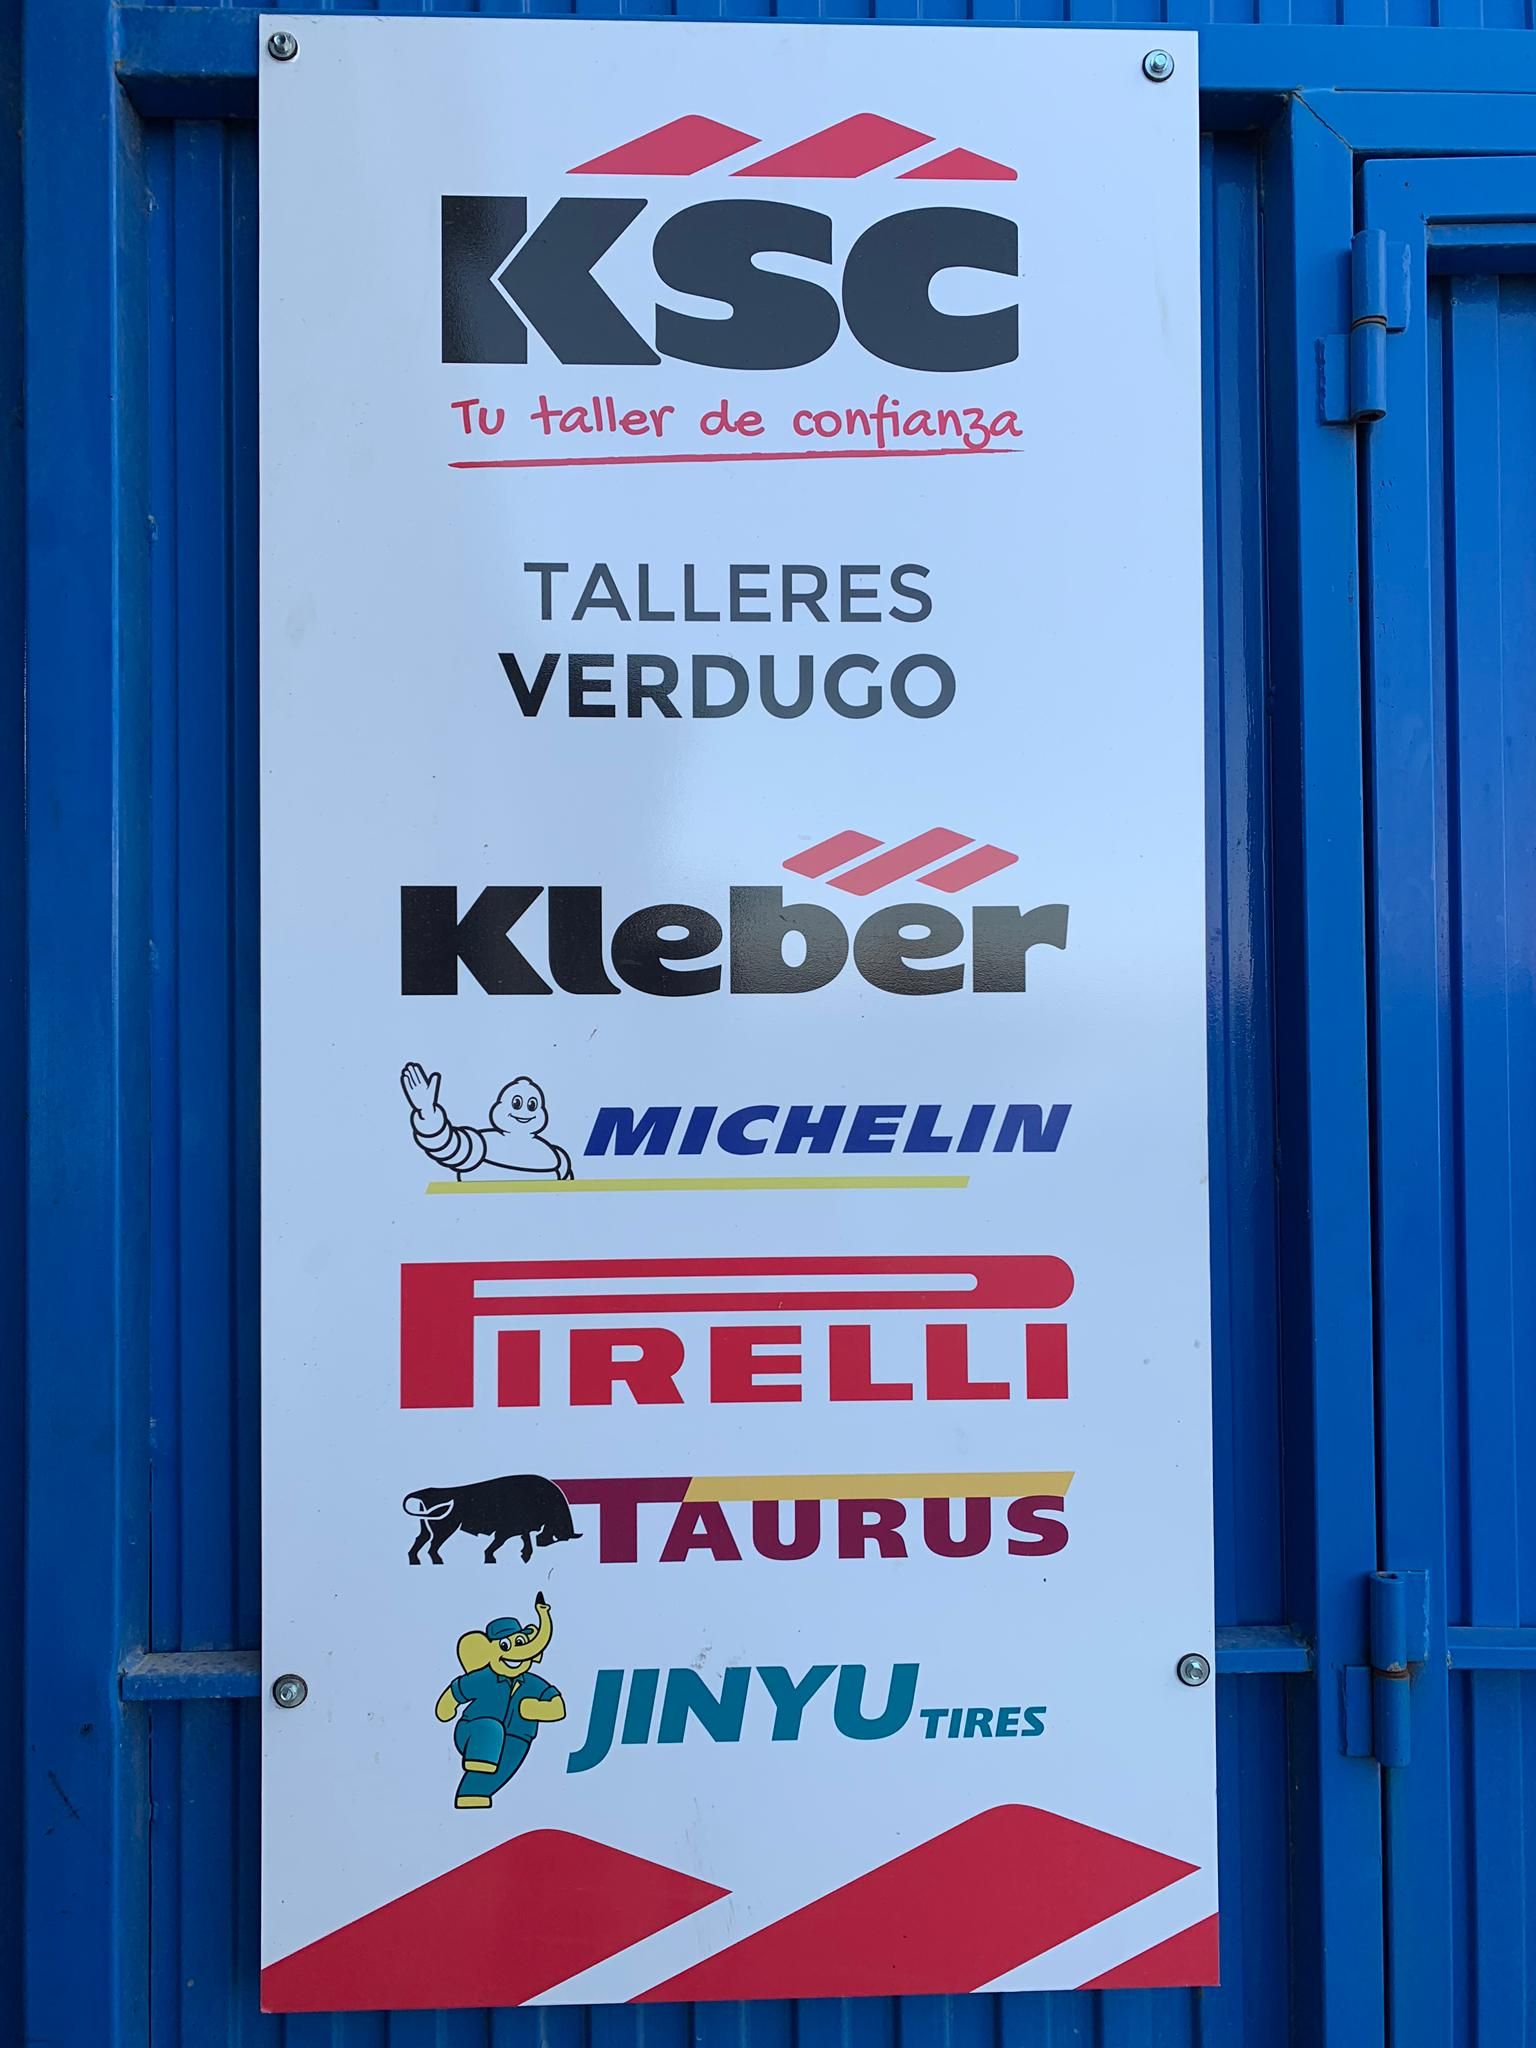 KSC
Tu taller de confianza
TALLERES
VERDUGO
Kleber
MICHELIN
PIRELLI
TAURUS
JINYU TIRES